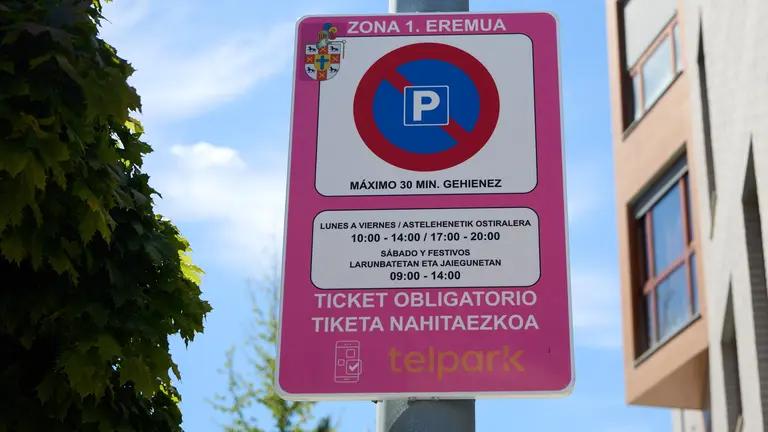 ZONA 1. EREMUA
P
MÁXIMO 30 MIN. GEHIENEZ
LUNES A VIERNES / ASTELEHENETIK OSTIRALERA
10:00 - 14:00 / 17:00 - 20:00
SÁBADO Y FESTIVOS
LARUNBATETAN ETA JAIEGUNETAN
09:00 - 14:00
TICKET OBLIGATORIO
TIKETA NAHITAEZKOA
telpark